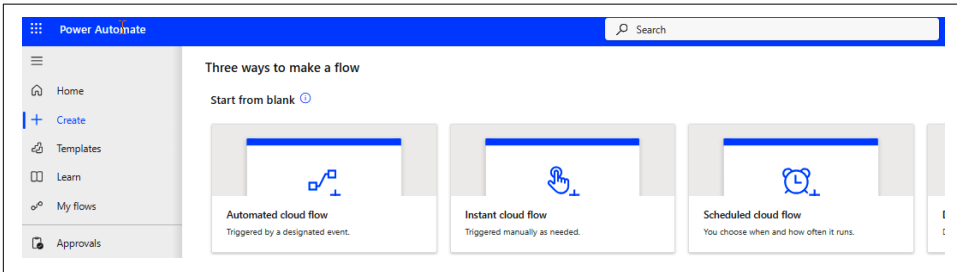 Power Automate
Search
Home
Create
Templates
Learn
My flows
Approvals
Three ways to make a flow
Start from blank
Automated cloud flow
Triggered by a designated event.
Instant cloud flow
Triggered manually as needed.
Scheduled cloud flow
You choose when and how often it runs.